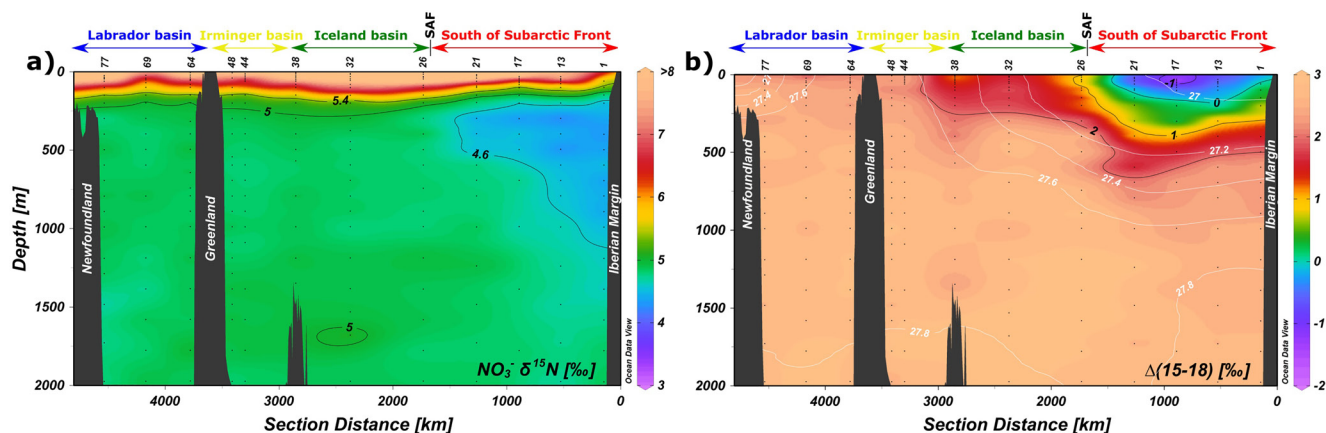 SAF
Labrador basin Irminger basin Iceland basin South of Subarctic Front
a)
77 69 64 48 44 38 32 26 21 17 13 1
0
500
1000
1500
2000
Depth [m]
5.4
5
4.6
5
Newfoundland
Greenland
Iberian Margin
NO₃⁻ δ¹⁵N [‰]
4000 3000 2000 1000 0
Section Distance [km]
>8
7
6
5
4
3
Ocean Data View
SAF
Labrador basin Irminger basin Iceland basin South of Subarctic Front
b)
77 69 64 48 44 38 32 26 21 17 13 1
0
500
1000
1500
2000
27.4
27.6
-1
27
0
1
2
27.2
27.4
27.6
27.8
27.8
Newfoundland
Greenland
Iberian Margin
Δ(15-18) [‰]
4000 3000 2000 1000 0
Section Distance [km]
3
2
1
0
-1
-2
Ocean Data View